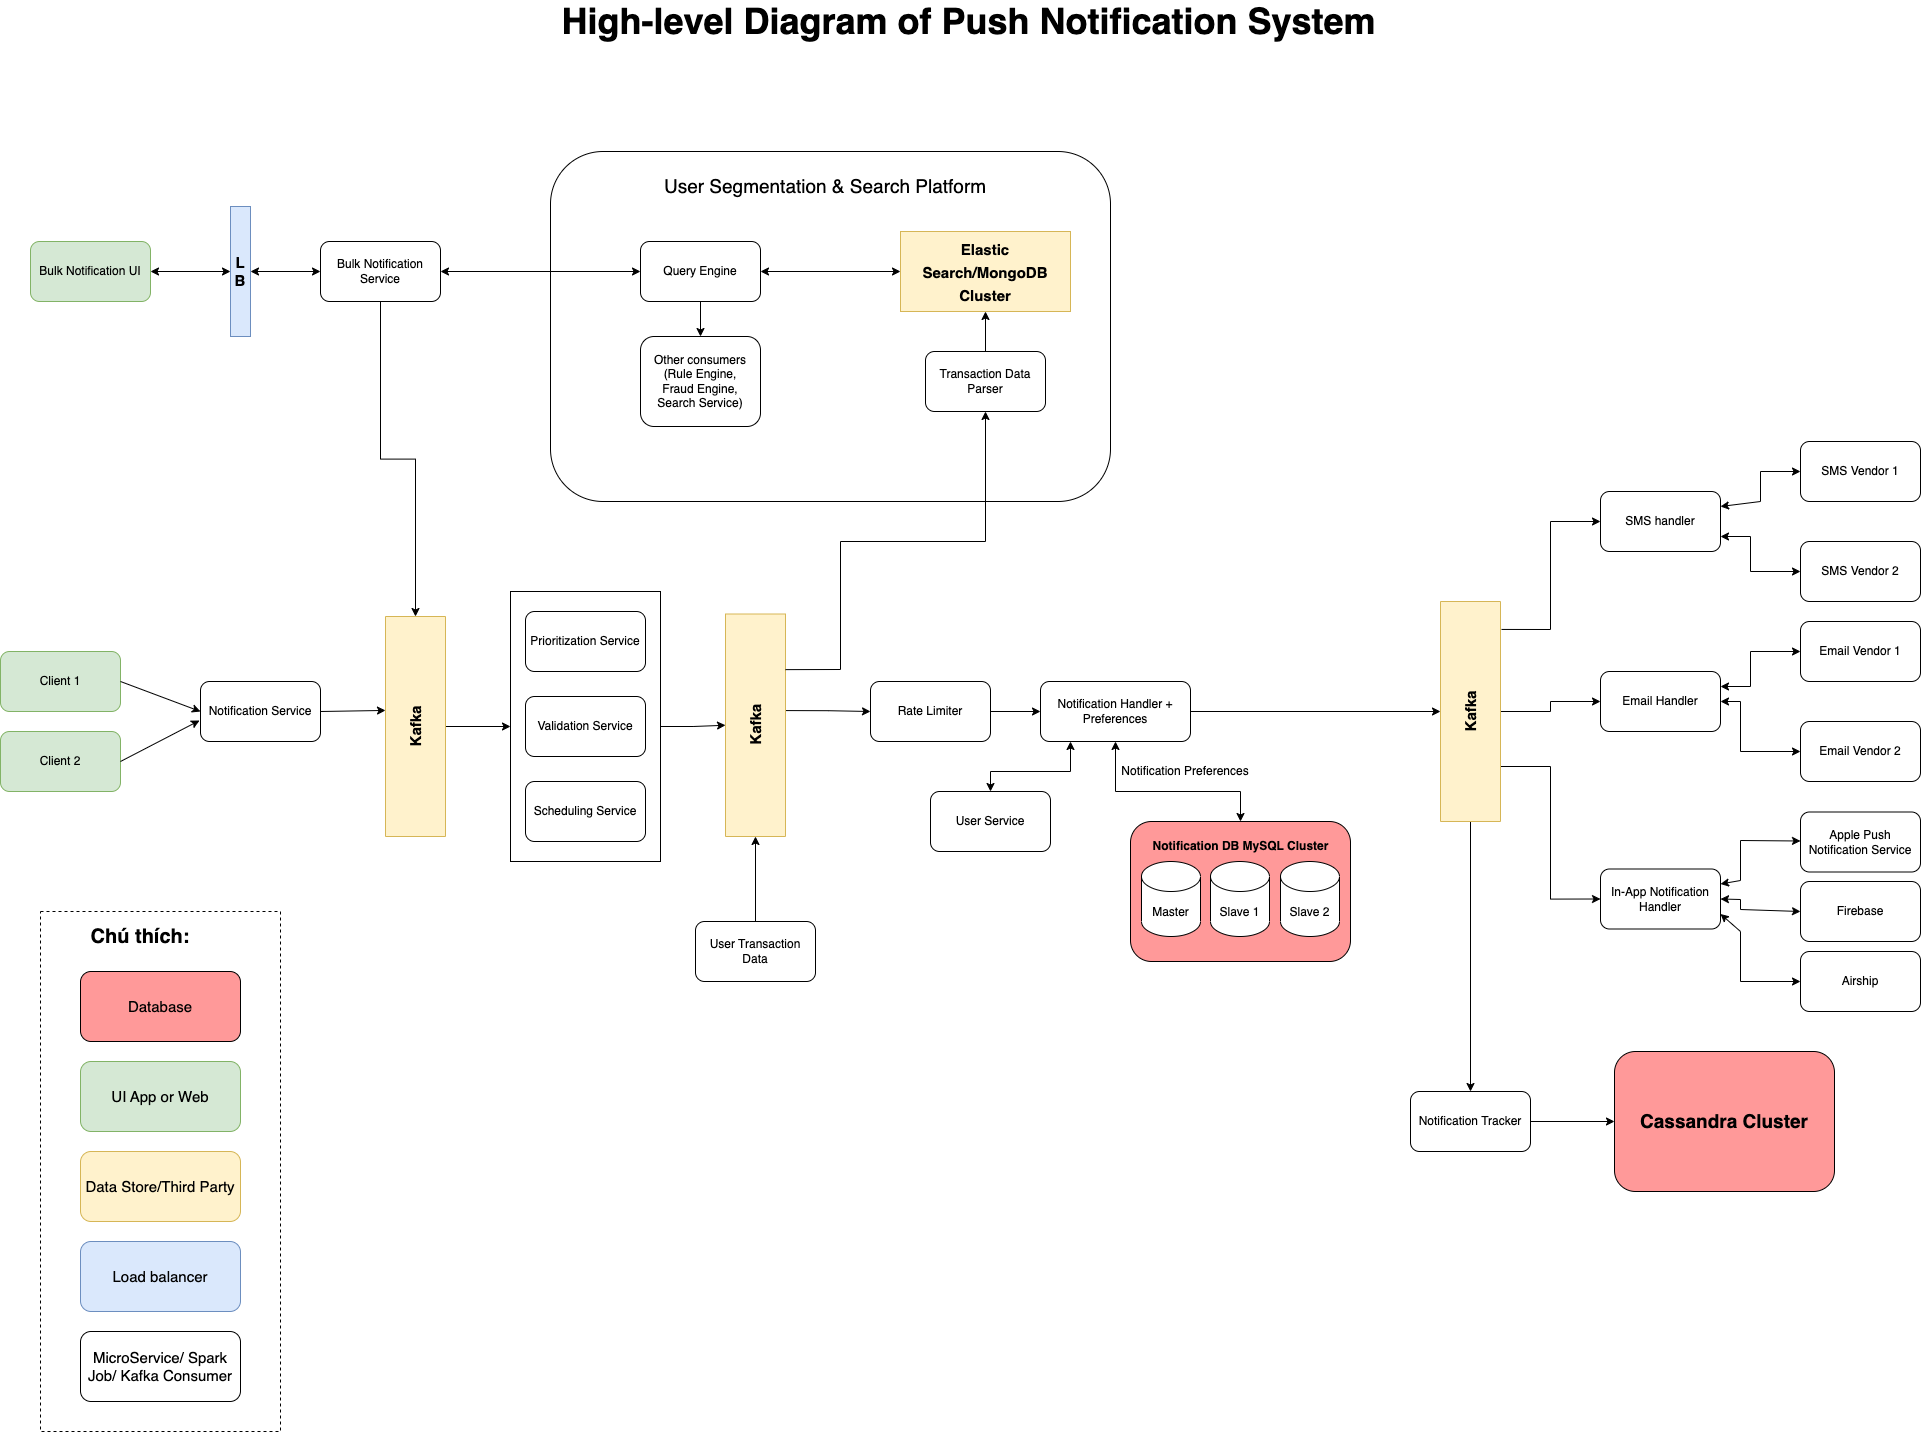 High-level Diagram of Push Notification System
User Segmentation & Search Platform
Bulk Notification UI
L
B
Bulk Notification
Service
Query Engine
Elastic
Search/MongoDB
Cluster
Other consumers
(Rule Engine,
Fraud Engine,
Search Service)
Transaction Data
Parser
Client 1
Client 2
Notification Service
Kafka
Prioritization Service
Validation Service
Scheduling Service
Kafka
User Transaction
Data
Rate Limiter
Notification Handler +
Preferences
Notification Preferences
User Service
Notification DB MySQL Cluster
Master
Slave 1
Slave 2
Kafka
SMS handler
SMS Vendor 1
SMS Vendor 2
Email Handler
Email Vendor 1
Email Vendor 2
In-App Notification
Handler
Apple Push
Notification Service
Firebase
Airship
Notification Tracker
Cassandra Cluster
Chú thích:
Database
UI App or Web
Data Store/Third Party
Load balancer
MicroService/ Spark
Job/ Kafka Consumer